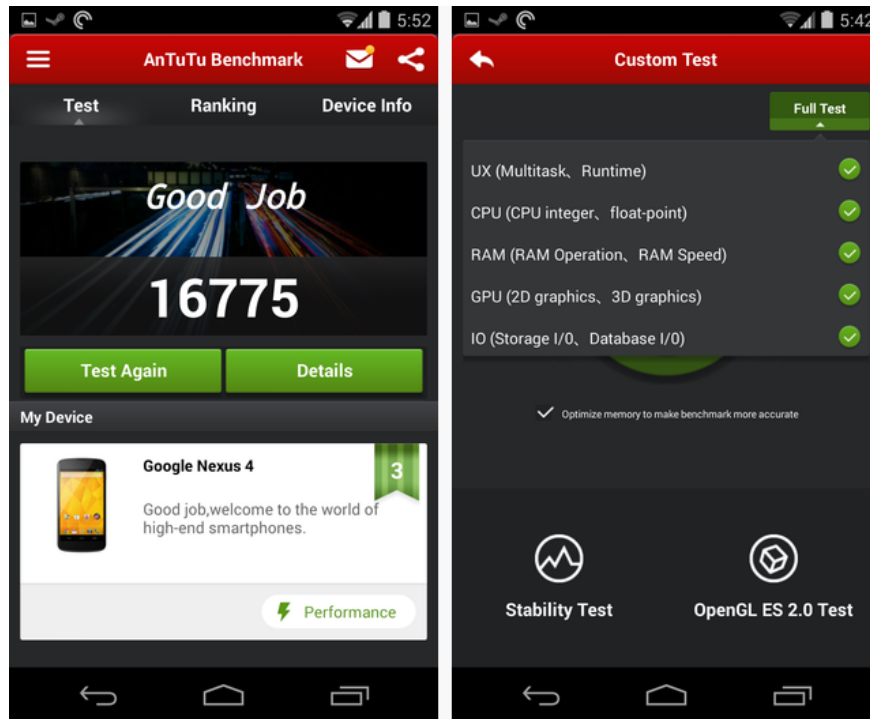 5:52
AnTuTu Benchmark
Test Ranking Device Info
Good Job
16775
Test Again Details
My Device
Google Nexus 4
3
Good job,welcome to the world of
high-end smartphones.
Performance
5:42
Custom Test
Full Test
UX (Multitask、Runtime)
CPU (CPU integer、float-point)
RAM (RAM Operation、RAM Speed)
GPU (2D graphics、3D graphics)
IO (Storage I/0、Database I/0)
Optimize memory to make benchmark more accurate
Stability Test OpenGL ES 2.0 Test